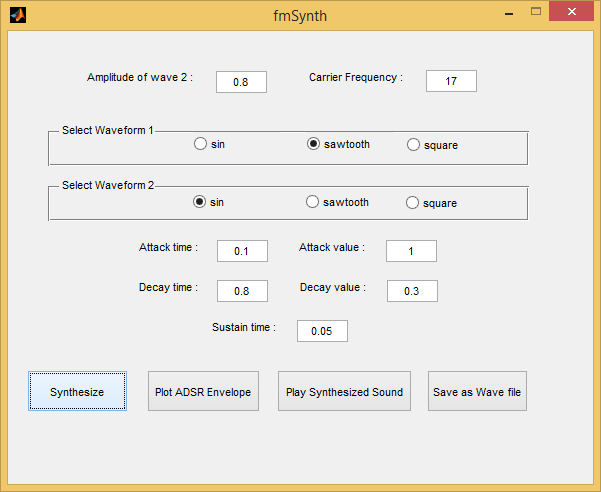 fmSynth
Amplitude of wave 2 : 0.8 Carrier Frequency : 17
Select Waveform 1
sin sawtooth square
Select Waveform 2
sin sawtooth square
Attack time : 0.1 Attack value : 1
Decay time : 0.8 Decay value : 0.3
Sustain time : 0.05
Synthesize Plot ADSR Envelope Play Synthesized Sound Save as Wave file